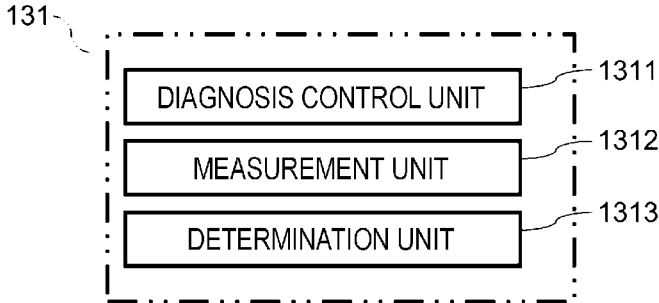 131
DIAGNOSIS CONTROL UNIT
1311
MEASUREMENT UNIT
1312
DETERMINATION UNIT
1313